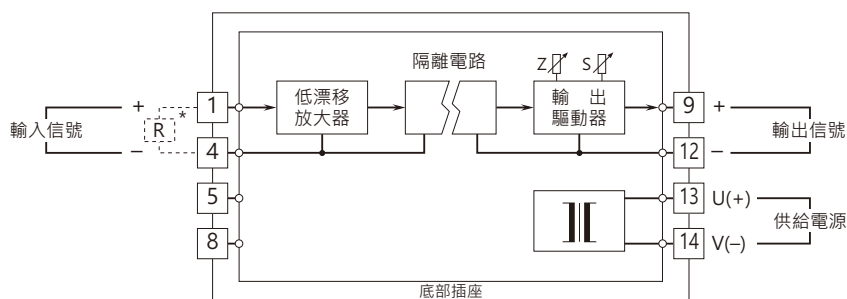 隔離電路
Z
S
+
1
低漂移
放大器
輸出
驅動器
9
+
輸入信號
R
*
輸出信號
–
4
12
–
5
13
U(+)
供給電源
8
14
V(–)
底部插座